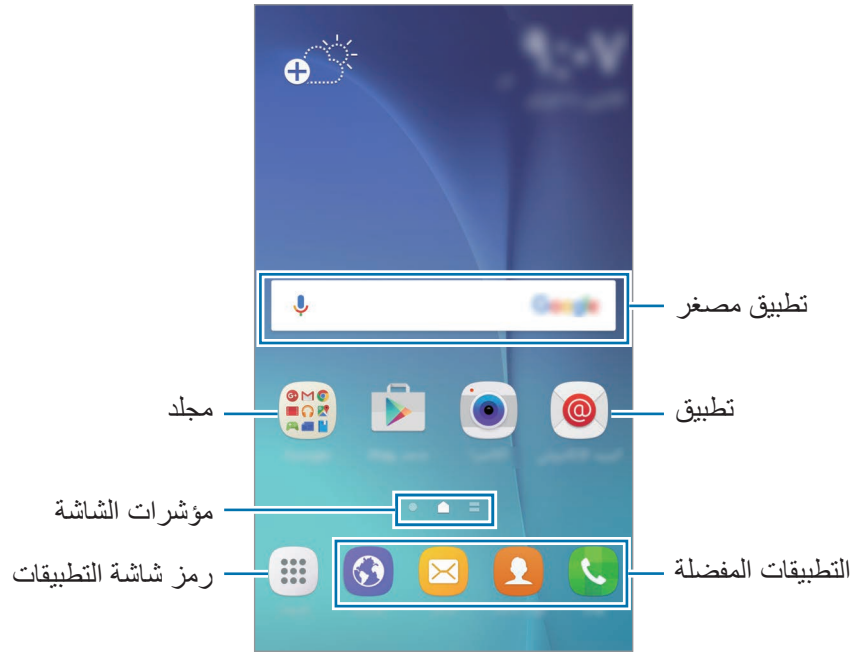 تطبيق مصغر
تطبيق
مجلد
مؤشرات الشاشة
التطبيقات المفضلة
رمز شاشة التطبيقات